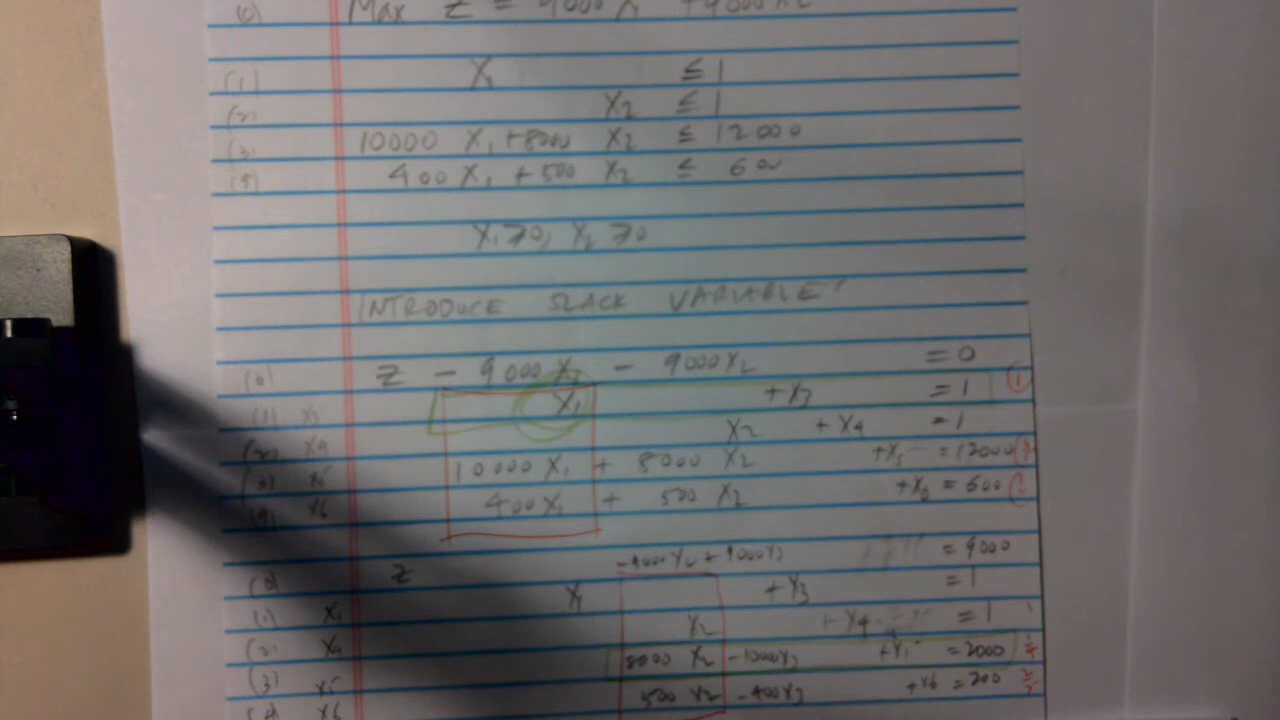 (0) Max Z = 9000 X₁ + 9000 X₂
(1) X₁ ≤ 1
(2) X₂ ≤ 1
(3) 10000 X₁ + 8000 X₂ ≤ 12000
(4) 400 X₁ + 500 X₂ ≤ 600
X₁ ≥ 0, X₂ ≥ 0
INTRODUCE SLACK VARIABLE
(0) Z - 9000 X₁ - 9000 X₂ = 0
(1) X₃ X₁ + X₃ = 1
(2) X₄ X₂ + X₄ = 1
(3) X₅ 10000 X₁ + 8000 X₂ + X₅ = 12000
(4) X₆ 400 X₁ + 500 X₂ + X₆ = 600
(0) Z -9000 X₂ + 9000 X₃ = 9000
(1) X₁ X₁ + X₃ = 1
(2) X₄ X₂ + X₄ = 1
(3) X₅ 8000 X₂ - 10000 X₃ = 2000
(4) X₆ 500 X₂ - 400 X₃ + X₆ = 200